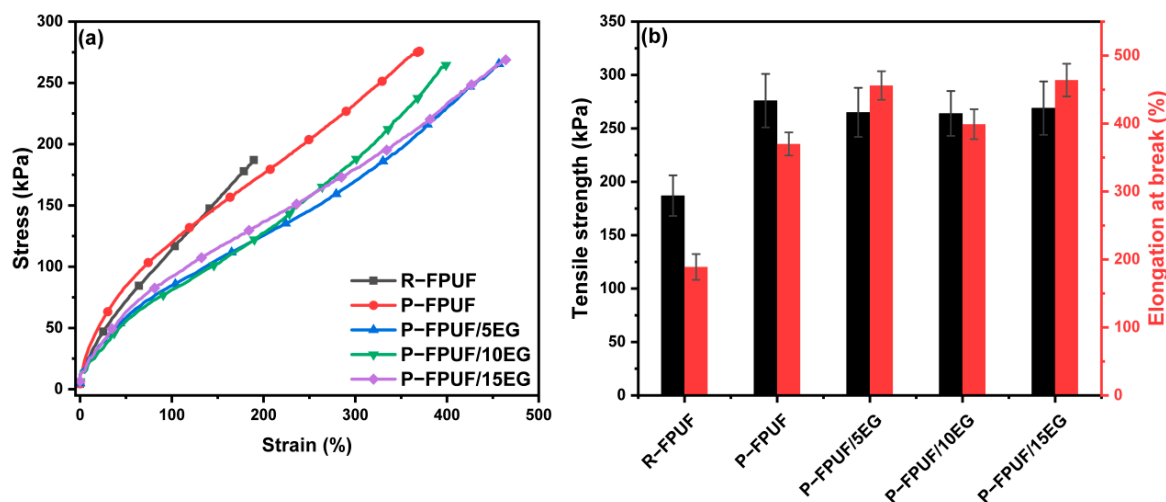 (a)
Stress (kPa)
300
250
200
150
100
50
0
0 100 200 300 400 500
Strain (%)
R−FPUF
P−FPUF
P−FPUF/5EG
P−FPUF/10EG
P−FPUF/15EG
(b)
Tensile strength (kPa)
350
300
250
200
150
100
50
0
Elongation at break (%)
500
400
300
200
100
0
R−FPUF
P−FPUF
P−FPUF/5EG
P−FPUF/10EG
P−FPUF/15EG